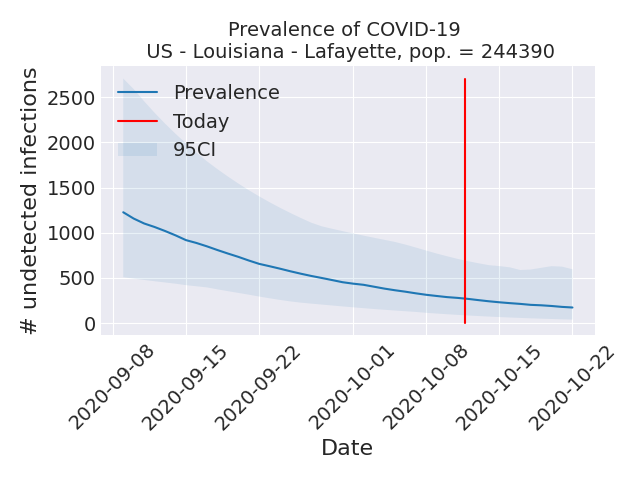 Prevalence of COVID-19
US - Louisiana - Lafayette, pop. = 244390
# undetected infections
2500
2000
1500
1000
500
0
Prevalence
Today
95CI
2020-09-08
2020-09-15
2020-09-22
2020-10-01
2020-10-08
2020-10-15
2020-10-22
Date